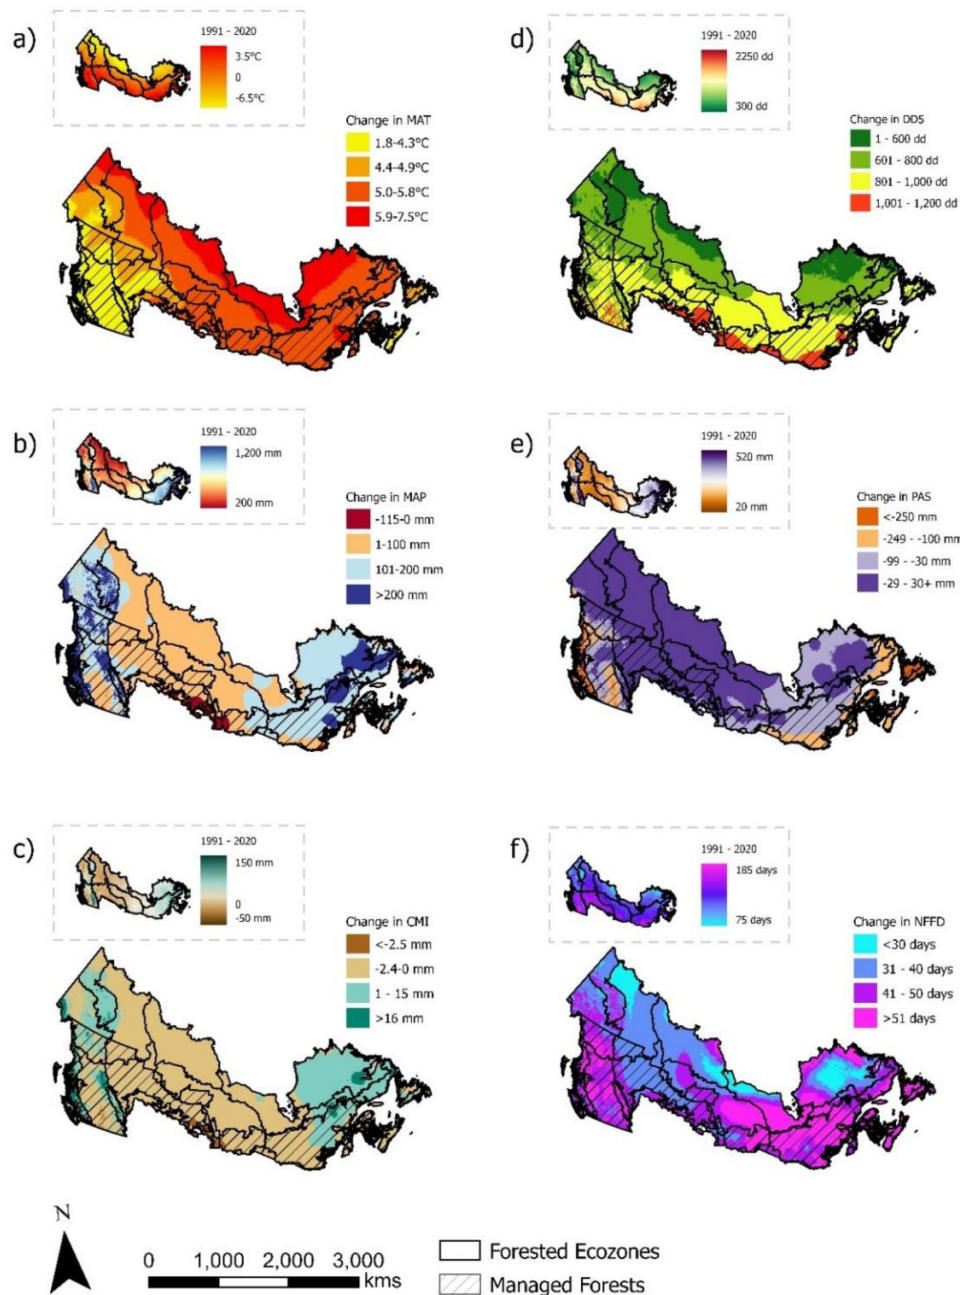 a)
1991 - 2020
3.5°C
0
-6.5°C
Change in MAT
1.8-4.3°C
4.4-4.9°C
5.0-5.8°C
5.9-7.5°C
d)
1991 - 2020
2250 dd
300 dd
Change in DD5
1 - 600 dd
601 - 800 dd
801 - 1,000 dd
1,001 - 1,200 dd
b)
1991 - 2020
1,200 mm
200 mm
Change in MAP
-115-0 mm
1-100 mm
101-200 mm
>200 mm
e)
1991 - 2020
520 mm
20 mm
Change in PAS
<-250 mm
-249 - -100 mm
-99 - -30 mm
-29 - 30+ mm
c)
1991 - 2020
150 mm
0
-50 mm
Change in CMI
<-2.5 mm
-2.4-0 mm
1 - 15 mm
>16 mm
f)
1991 - 2020
185 days
75 days
Change in NFFD
<30 days
31 - 40 days
41 - 50 days
>51 days
N
0 1,000 2,000 3,000
kms
Forested Ecozones
Managed Forests